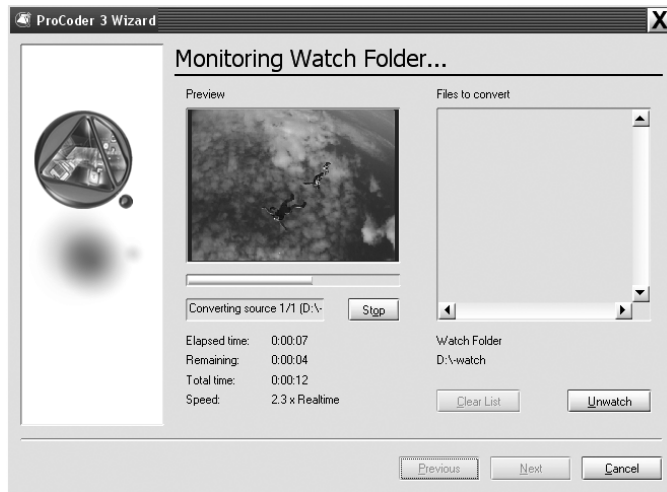 ProCoder 3 Wizard
X
Monitoring Watch Folder...
Preview
Files to convert
Converting source 1/1 (D:\-
Stop
Elapsed time: 0:00:07
Remaining: 0:00:04
Total time: 0:00:12
Speed: 2.3 x Realtime
Watch Folder
D:\-watch
Clear List
Unwatch
Previous
Next
Cancel